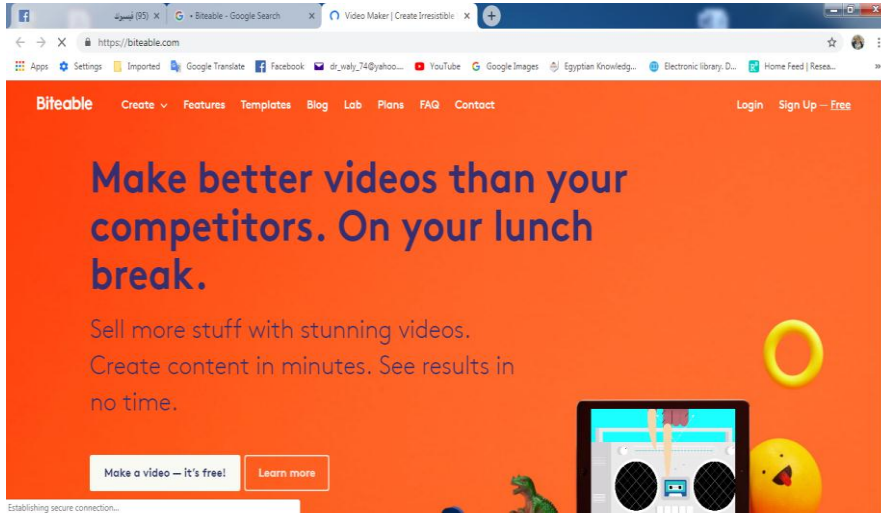 (95) فيسبوك
Biteable - Google Search
Video Maker | Create Irresistible
https://biteable.com
Apps Settings Imported Google Translate Facebook dr_waly_74@yahoo.... YouTube Google Images Egyptian Knowledg... Electronic library. D... Home Feed | Resea...
Biteable Create Features Templates Blog Lab Plans FAQ Contact Login Sign Up — Free
Make better videos than your
competitors. On your lunch
break.
Sell more stuff with stunning videos.
Create content in minutes. See results in
no time.
Make a video — it's free! Learn more
Establishing secure connection...